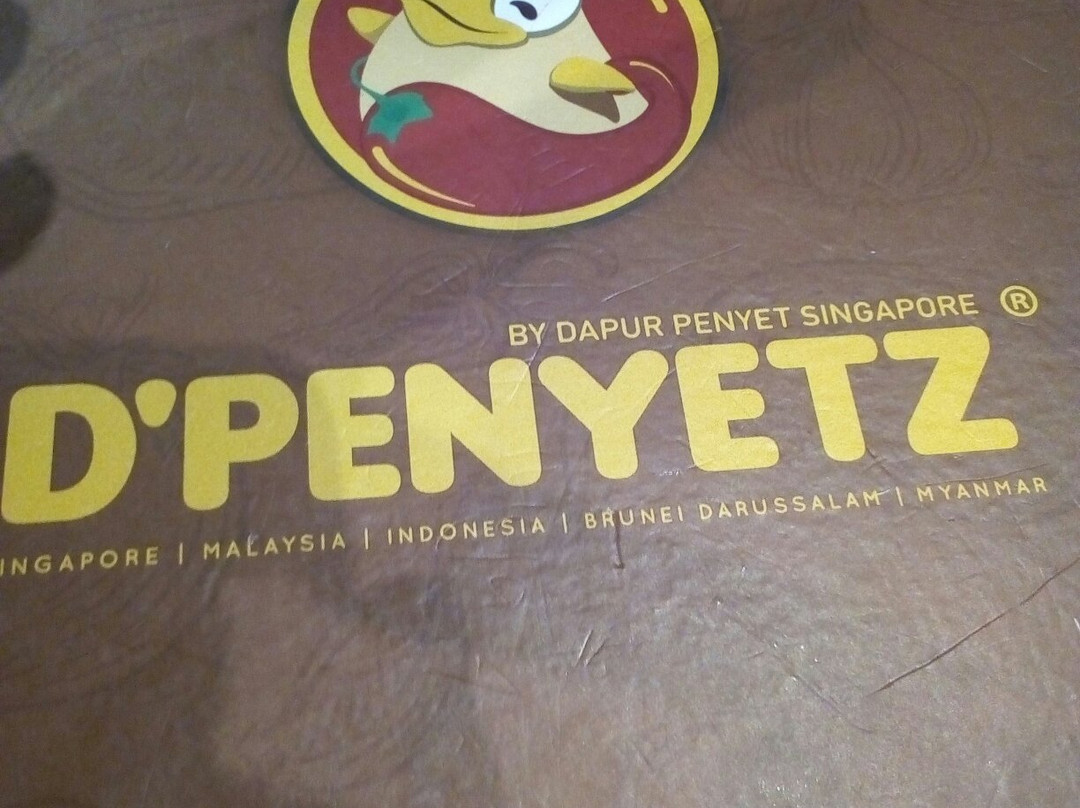 BY DAPUR PENYET SINGAPORE ®
D'PENYETZ
INGAPORE | MALAYSIA | INDONESIA | BRUNEI DARUSSALAM | MYANMAR